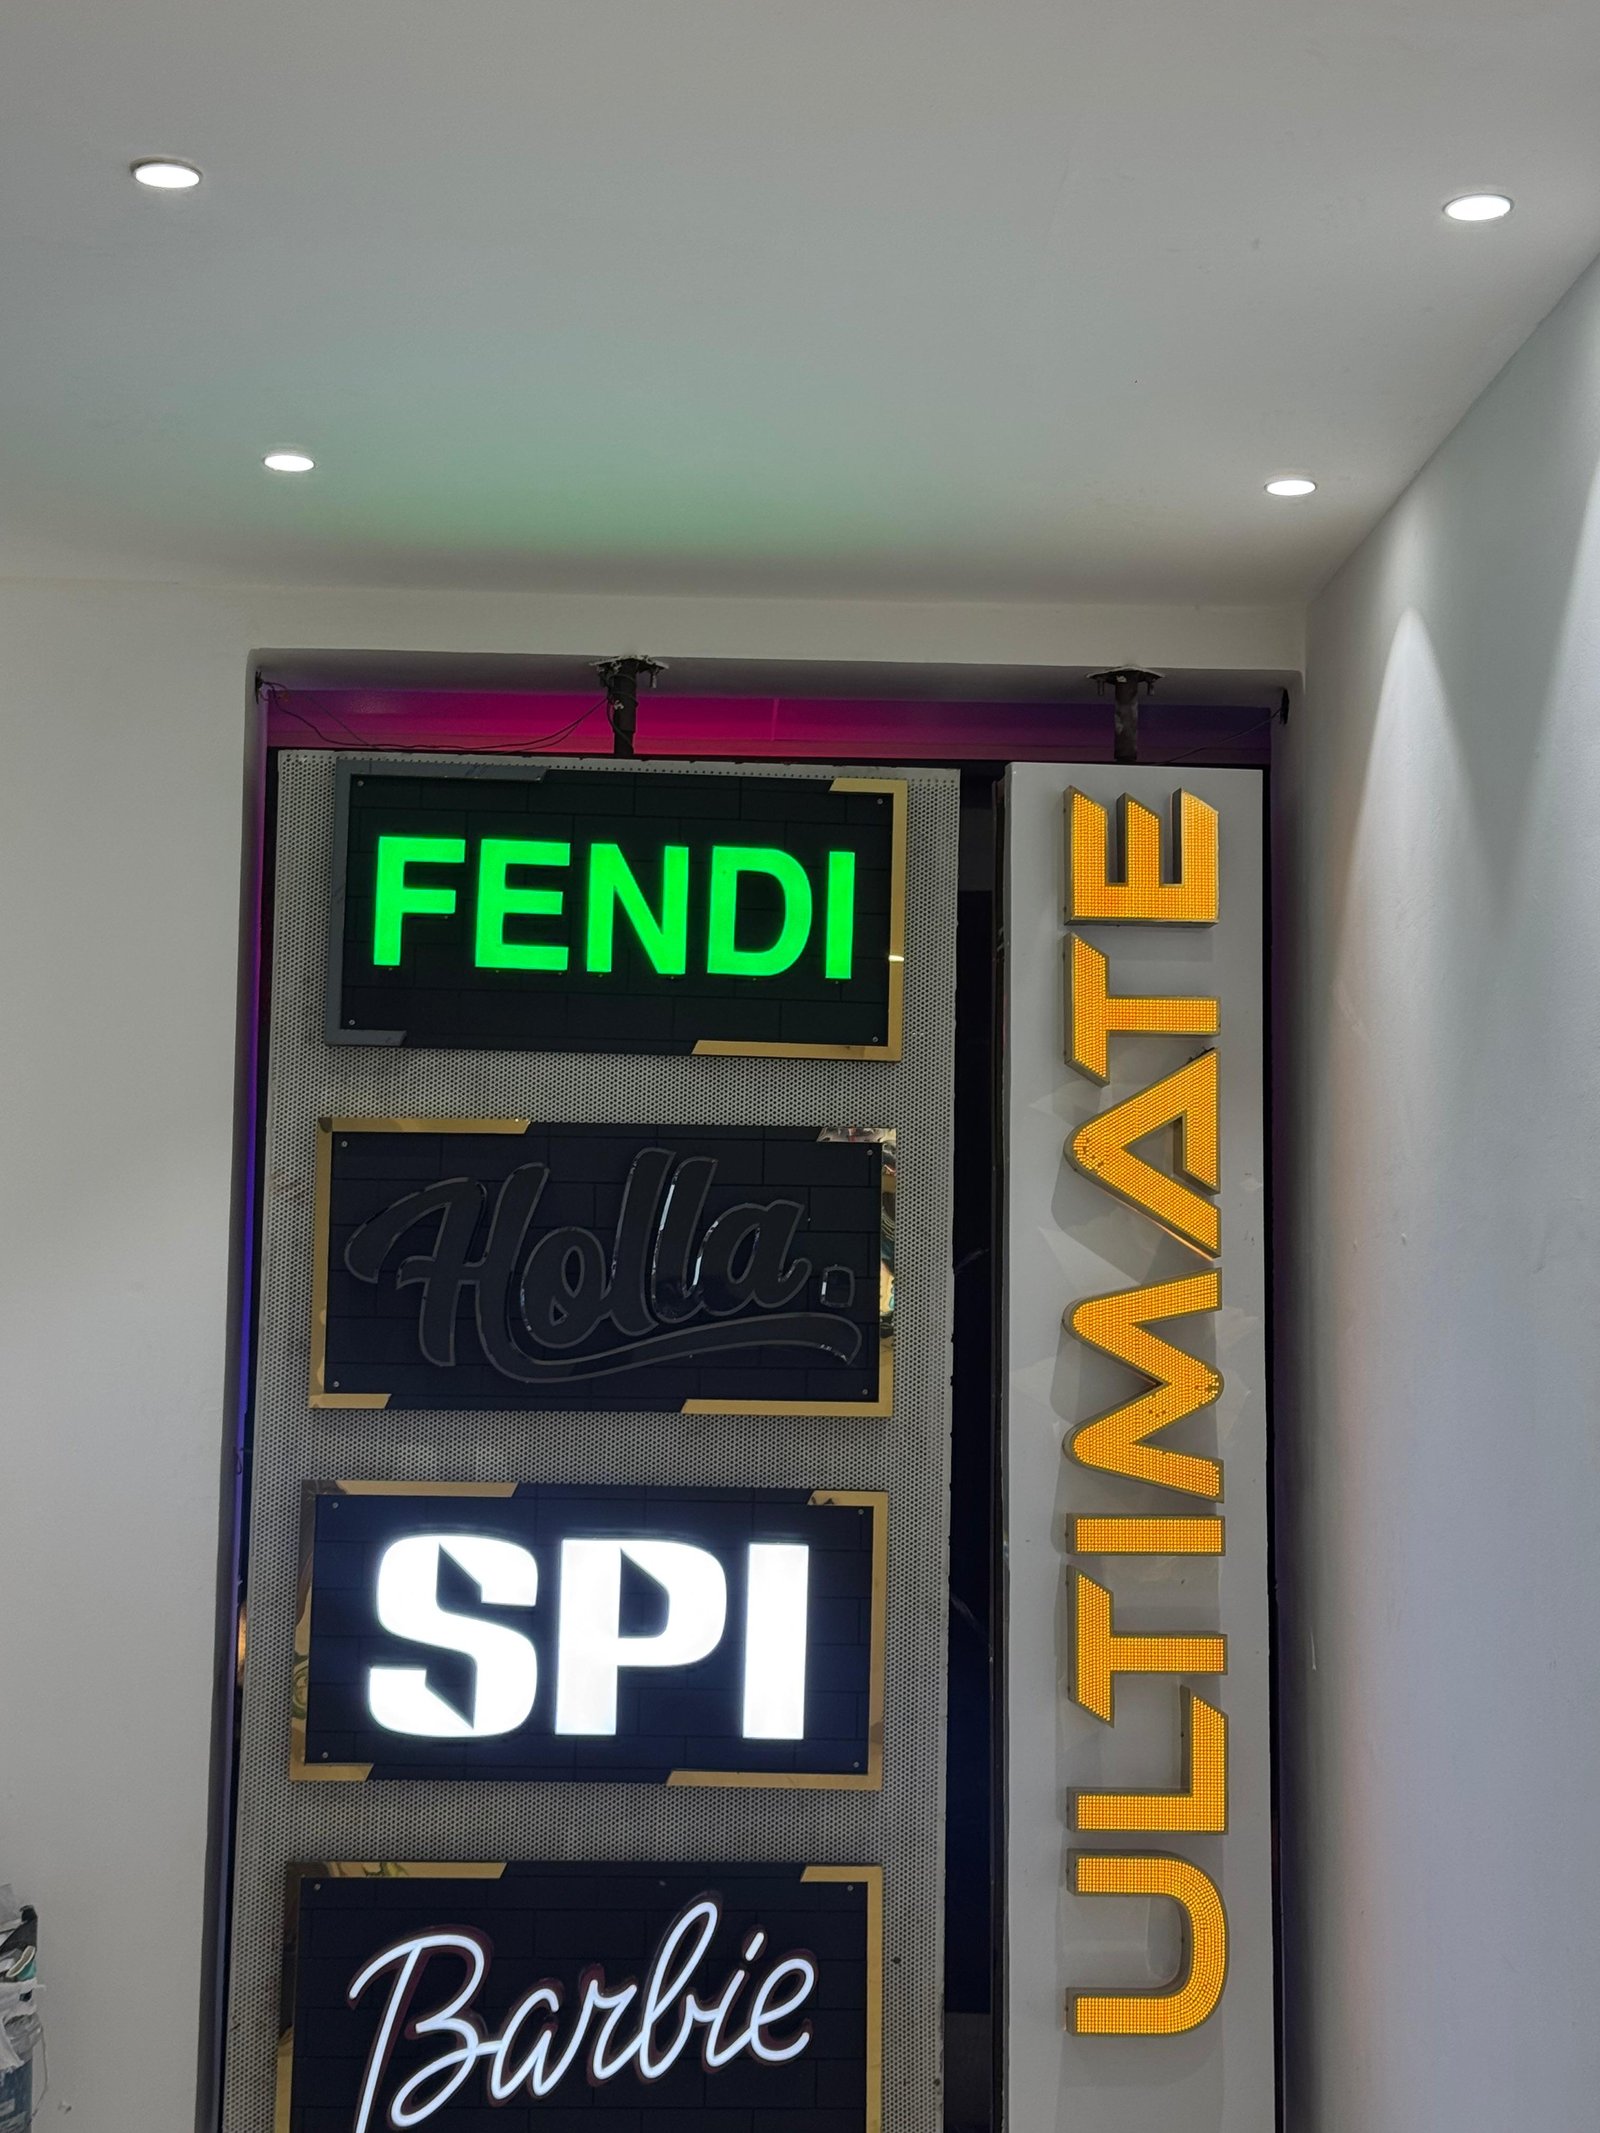 FENDI
Holla.
SPI
Barbie
ULTIMATE